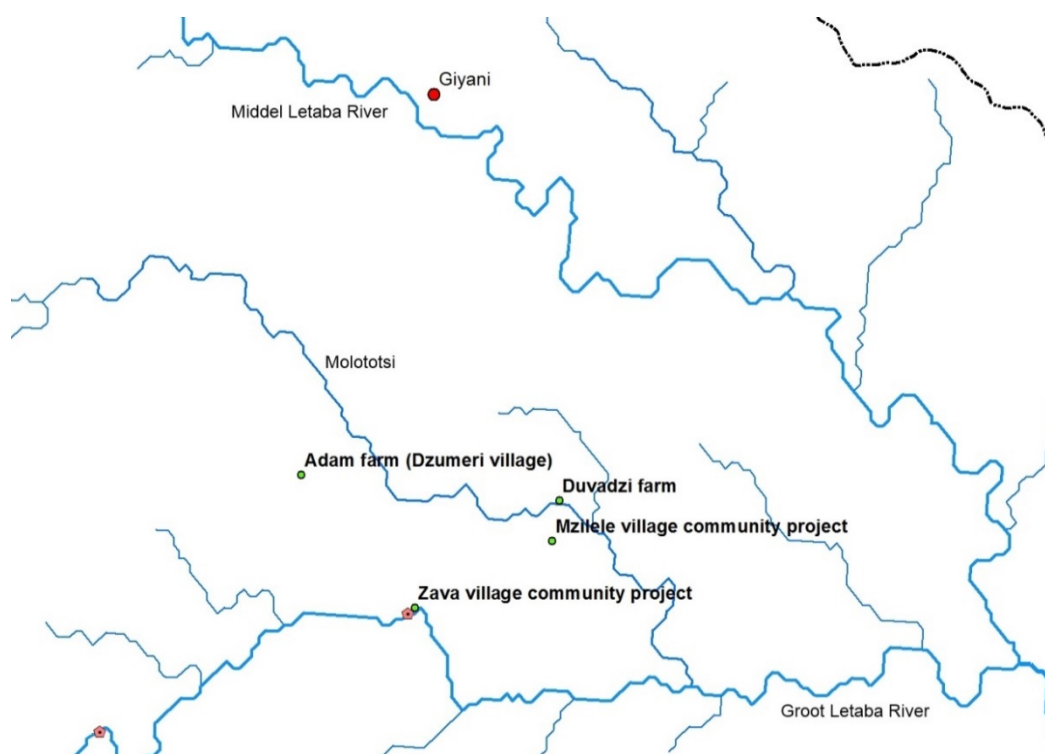 Giyani
Middel Letaba River
Molototsi
Adam farm (Dzumeri village)
Duvadzi farm
Mzilele village community project
Zava village community project
Groot Letaba River